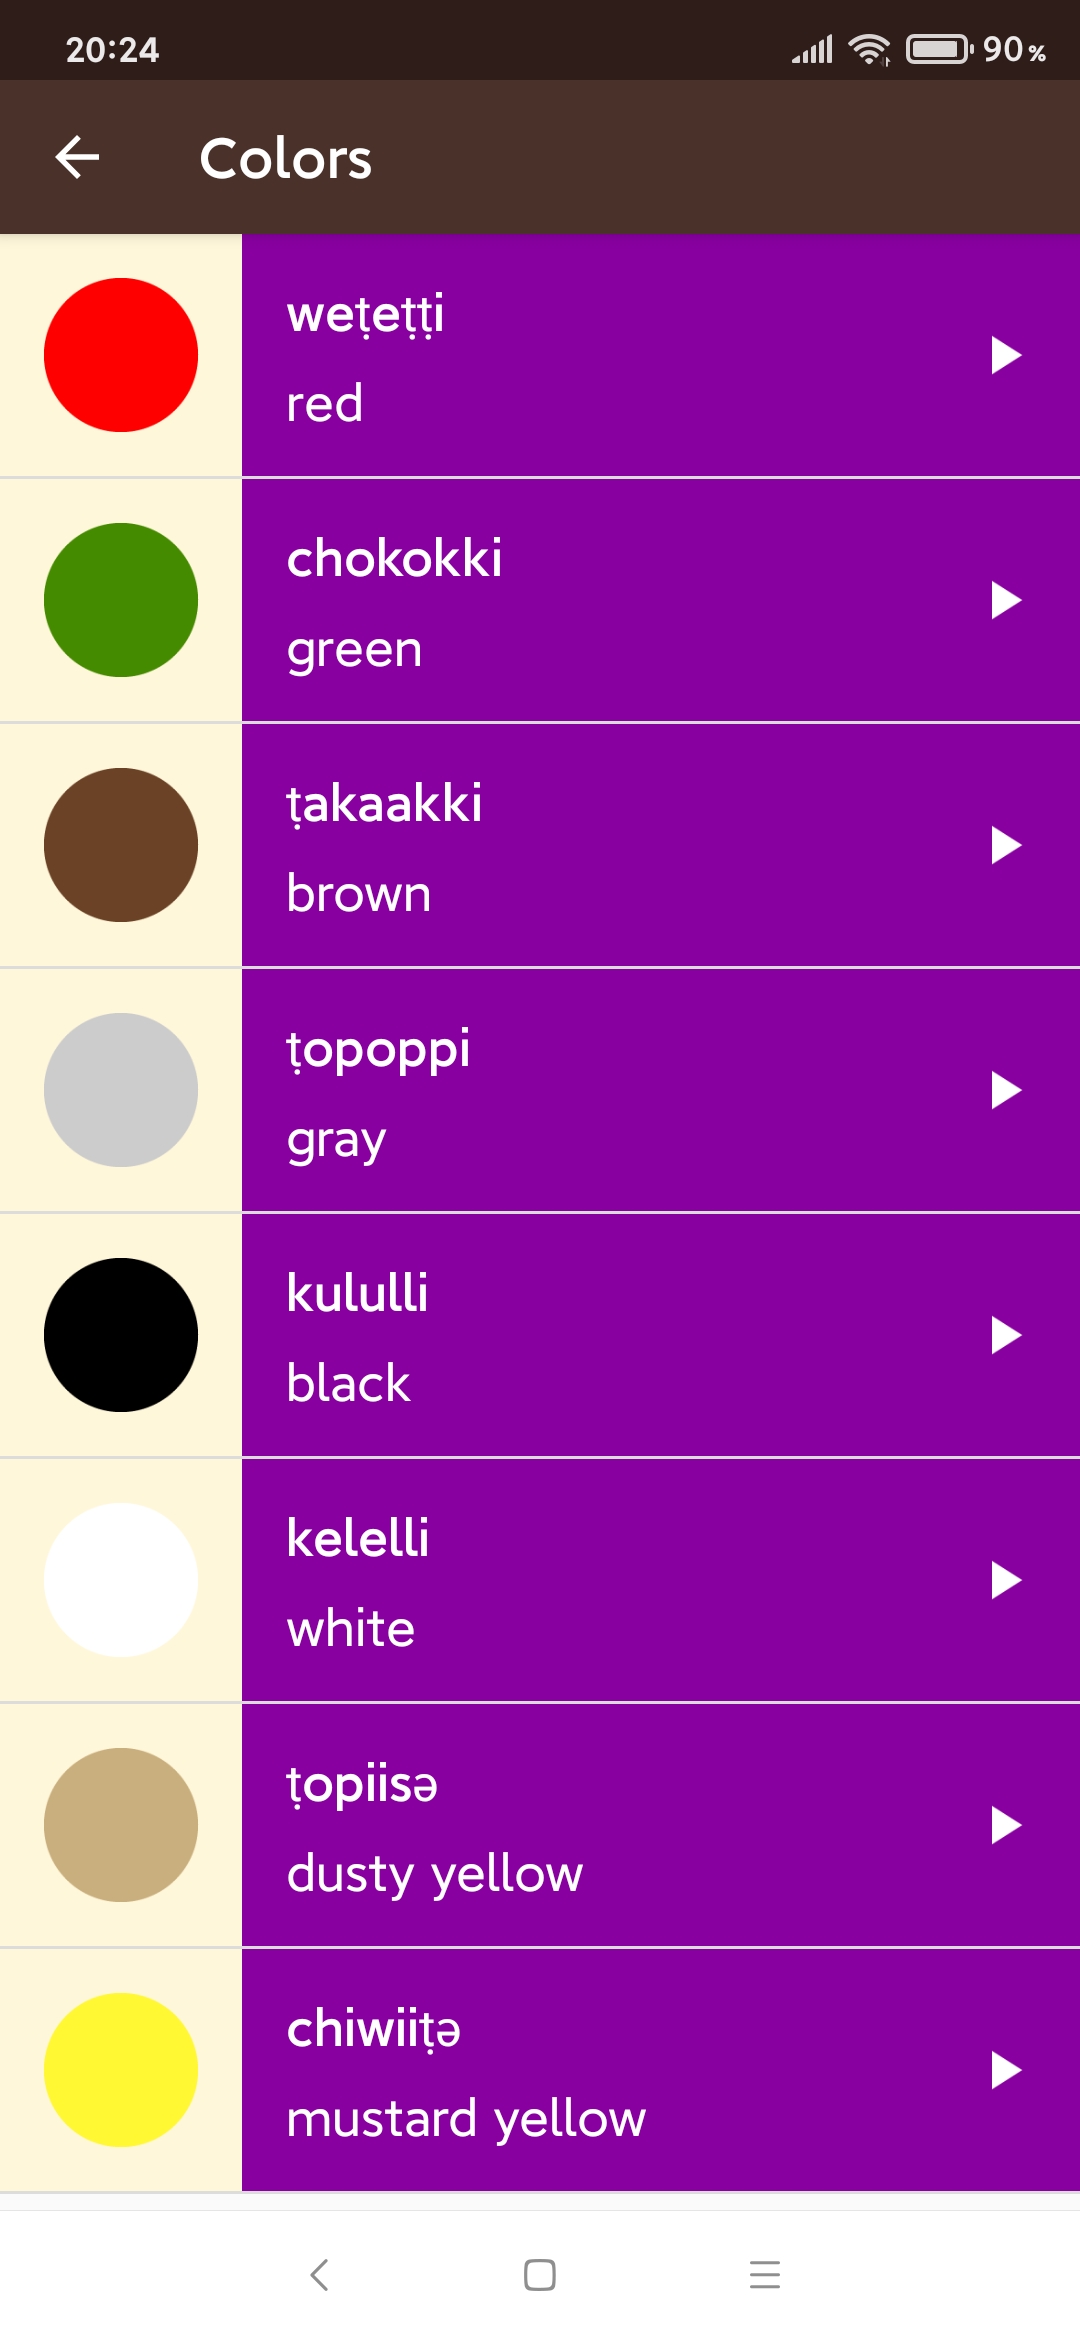 20:24
90%
Colors
weṭeṭṭi
red
chokokki
green
ṭakaakki
brown
ṭopoppi
gray
kululli
black
kelelli
white
ṭopiisə
dusty yellow
chiwiiṭə
mustard yellow